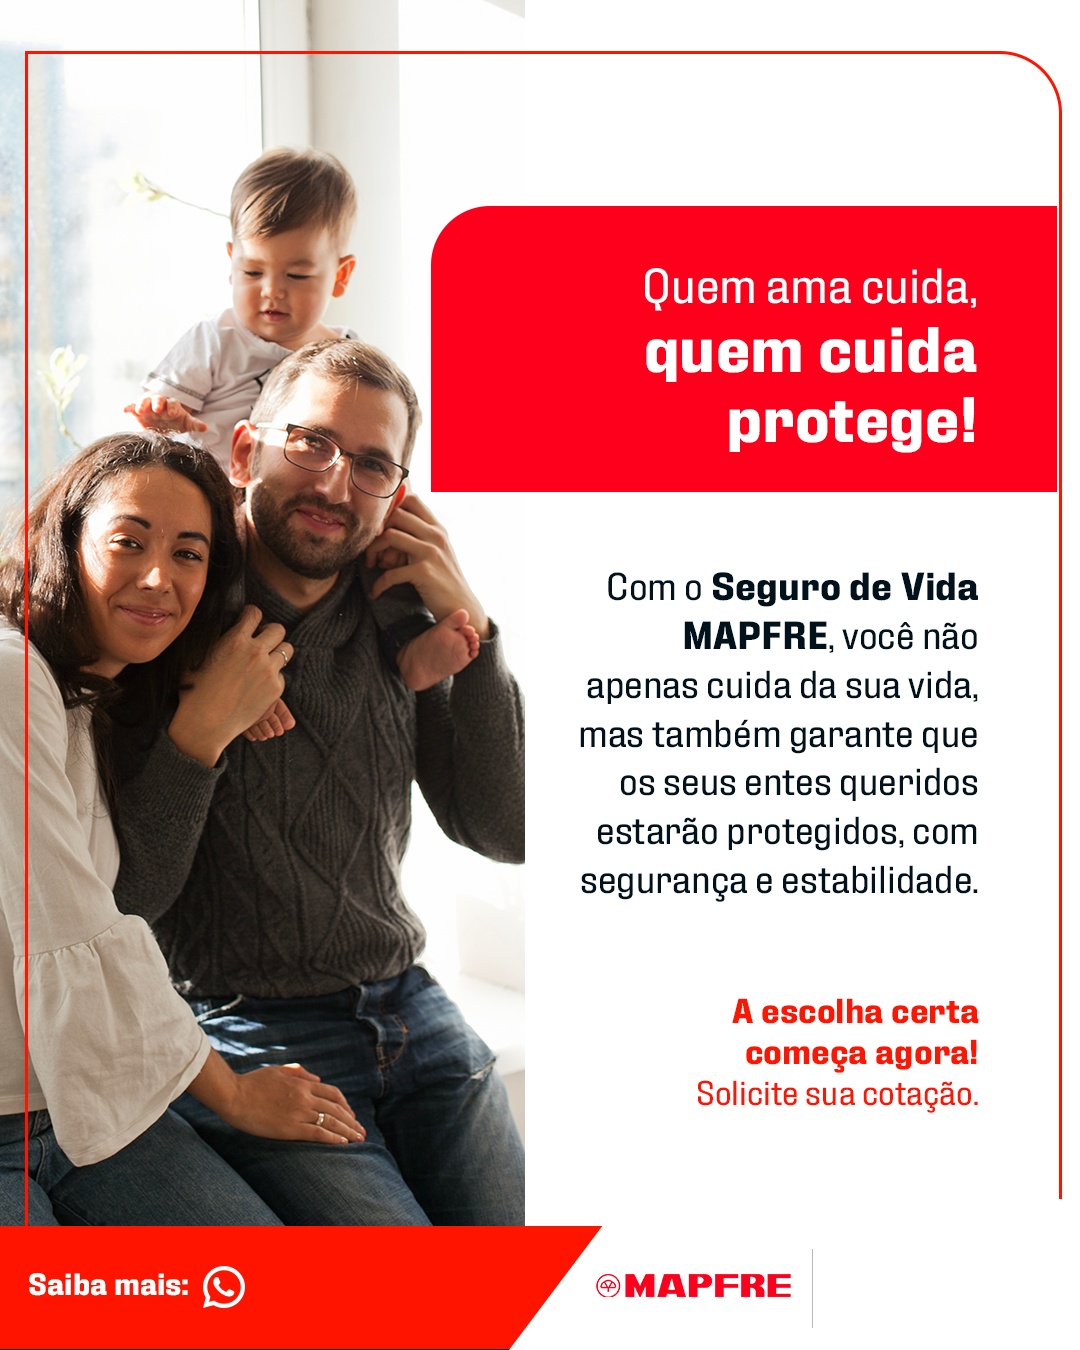 Quem ama cuida,
quem cuida
protege!
Com o Seguro de Vida
MAPFRE, você não
apenas cuida da sua vida,
mas também garante que
os seus entes queridos
estarão protegidos, com
segurança e estabilidade.
A escolha certa
começa agora!
Solicite sua cotação.
Saiba mais:
MAPFRE